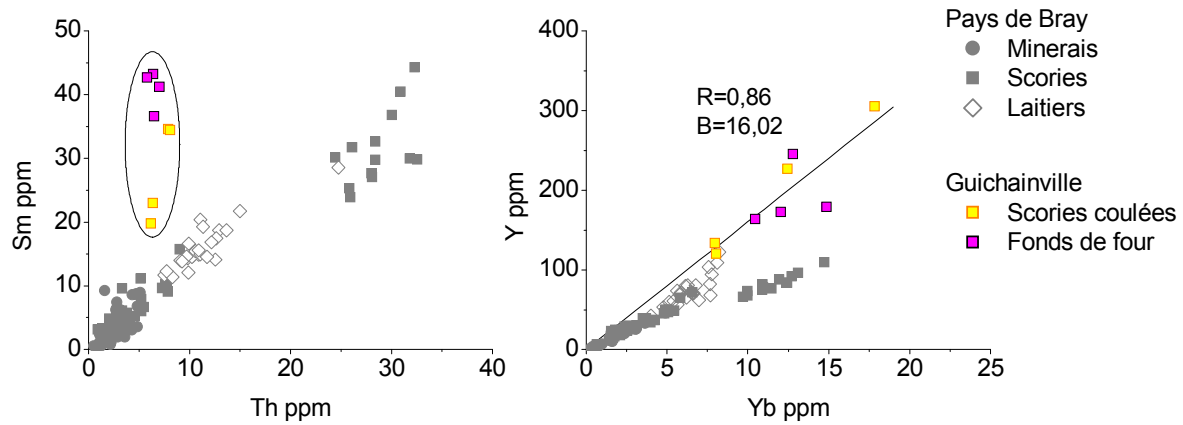 50
40
30
20
10
0
Sm ppm
0
10
20
30
40
Th ppm
400
300
200
100
0
Y ppm
R=0,86
B=16,02
0
5
10
15
20
25
Yb ppm
Pays de Bray
Minerais
Scories
Laitiers
Guichainville
Scories coulées
Fonds de four